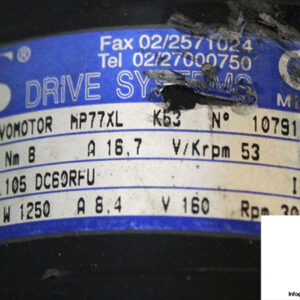 Fax 02/2571024
Tel 02/27000750
DRIVE SYSTEMS
VOMOTOR MP77XL K53 N° 10791
Nm 8 A 16,7 V/Krpm 53
105 DC60RFU I
W 1250 A 8.4 V 160 Rpm 30